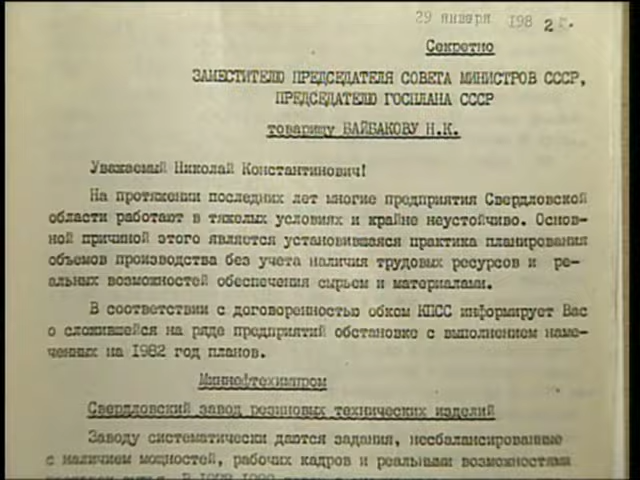 29 января 1982 г.
Секретно
ЗАМЕСТИТЕЛЮ ПРЕДСЕДАТЕЛЯ СОВЕТА МИНИСТРОВ СССР,
ПРЕДСЕДАТЕЛЮ ГОСПЛАНА СССР
товарищу БАЙБАКОВУ Н.К.
Уважаемый Николай Константинович!
На протяжении последних лет многие предприятия Свердловской
области работают в тяжелых условиях и крайне неустойчиво. Основ-
ной причиной этого является установившаяся практика планирования
объемов производства без учета наличия трудовых ресурсов и ре-
альных возможностей обеспечения сырьем и материалами.
В соответствии с договоренностью обком КПСС информирует Вас
о сложившейся на ряде предприятий обстановке с выполнением наме-
ченных на 1982 год планов.
Миннефтехимпром
Свердловский завод резиновых технических изделий
Заводу систематически даются задания, несбалансированные
с наличием мощностей, рабочих кадров и реальными возможностями